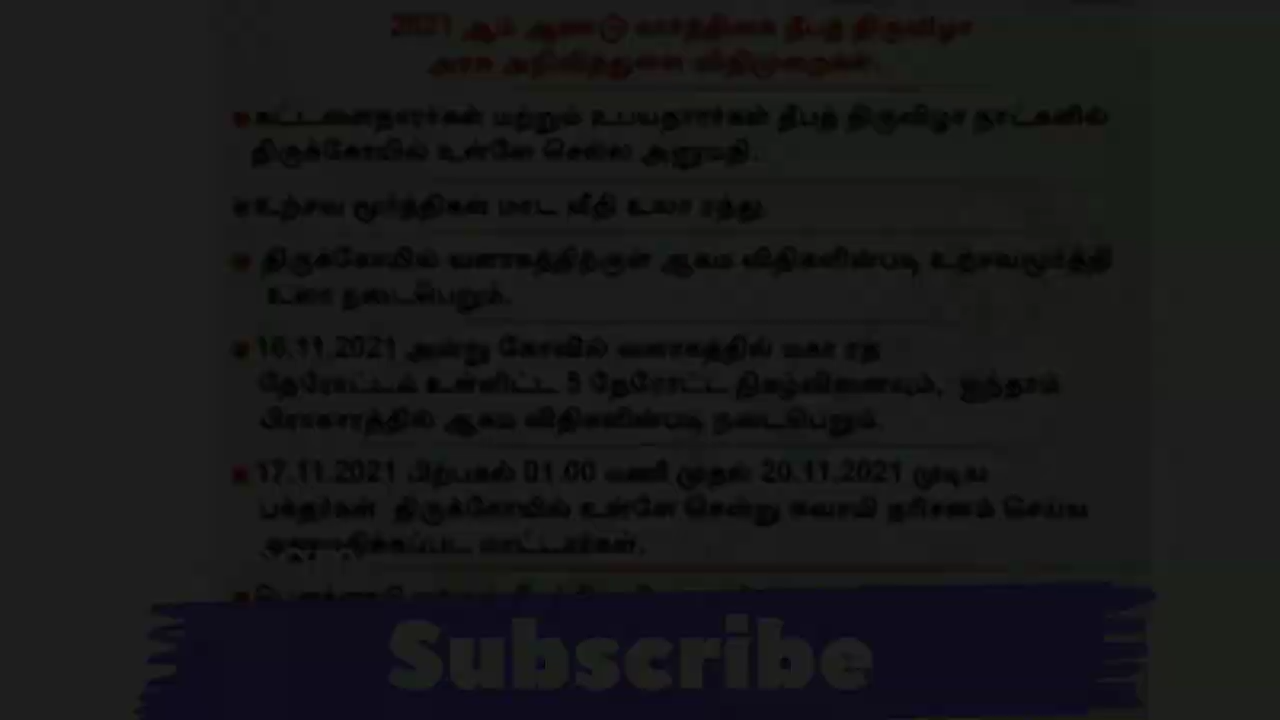 2021 ஆம் ஆண்டு கார்த்திகை தீபத் திருவிழா
அரசு அறிவித்துள்ள விதிமுறைகள்.
கட்டளைதாரர்கள் மற்றும் உபயதாரர்கள் தீபத் திருவிழா நாட்களில்
திருக்கோயில் உள்ளே செல்ல அனுமதி.
உற்சவ மூர்த்திகள் மாட வீதி உலா ரத்து.
திருக்கோயில் வளாகத்திற்குள் ஆகம விதிகளின்படி உற்சவமூர்த்தி
உலா நடைபெறும்.
16.11.2021 அன்று கோவில் வளாகத்தில் மகா ரத
தேரோட்டம் உள்ளிட்ட 5 தேரோட்ட நிகழ்வினையும், ஐந்தாம்
பிரகாரத்தில் ஆகம விதிகளின்படி நடைபெறும்.
17.11.2021 பிற்பகல் 01.00 மணி முதல் 20.11.2021 முடிய
பக்தர்கள் திருக்கோயில் உள்ளே சென்று சுவாமி தரிசனம் செய்ய
அனுமதிக்கப்பட மாட்டார்கள்.
Subscribe